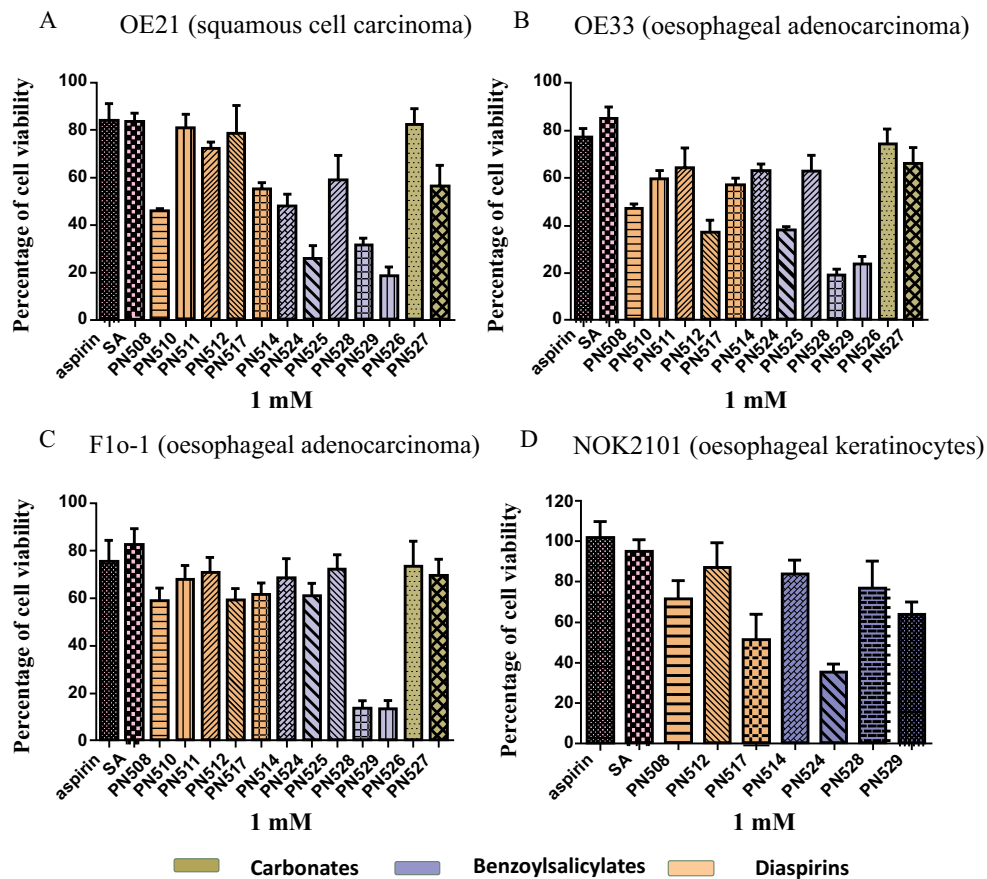 A OE21 (squamous cell carcinoma)
Percentage of cell viability
100
80
60
40
20
0
aspirin
SA
PN508
PN510
PN511
PN512
PN517
PN514
PN524
PN525
PN528
PN529
PN526
PN527
1 mM
B OE33 (oesophageal adenocarcinoma)
Percentage of cell viability
100
80
60
40
20
0
aspirin
SA
PN508
PN510
PN511
PN512
PN517
PN514
PN524
PN525
PN528
PN529
PN526
PN527
1 mM
C F1o-1 (oesophageal adenocarcinoma)
Percentage of cell viability
100
80
60
40
20
0
aspirin
SA
PN508
PN510
PN511
PN512
PN517
PN514
PN524
PN525
PN528
PN529
PN526
PN527
1 mM
D NOK2101 (oesophageal keratinocytes)
Percentage of cell viability
120
100
80
60
40
20
0
aspirin
SA
PN508
PN512
PN517
PN514
PN524
PN528
PN529
1 mM
Carbonates Benzoylsalicylates Diaspirins